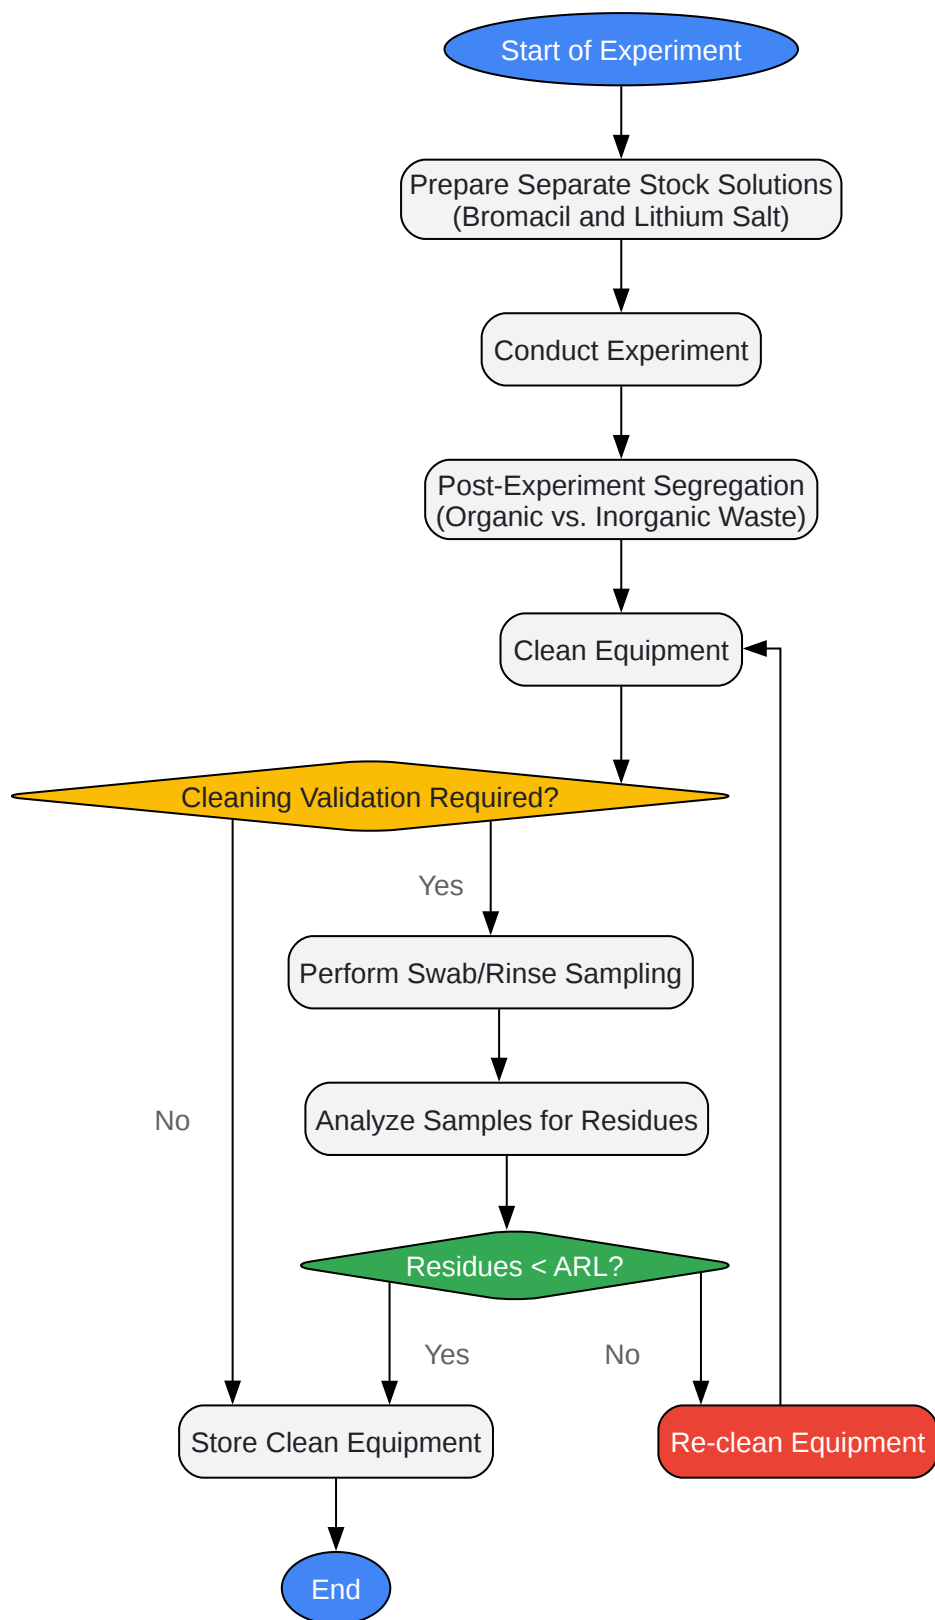 Start of Experiment
Prepare Separate Stock Solutions
(Bromacil and Lithium Salt)
Conduct Experiment
Post-Experiment Segregation
(Organic vs. Inorganic Waste)
Clean Equipment
Cleaning Validation Required?
Yes
Perform Swab/Rinse Sampling
No
Analyze Samples for Residues
Residues < ARL?
Yes
No
Store Clean Equipment
Re-clean Equipment
End